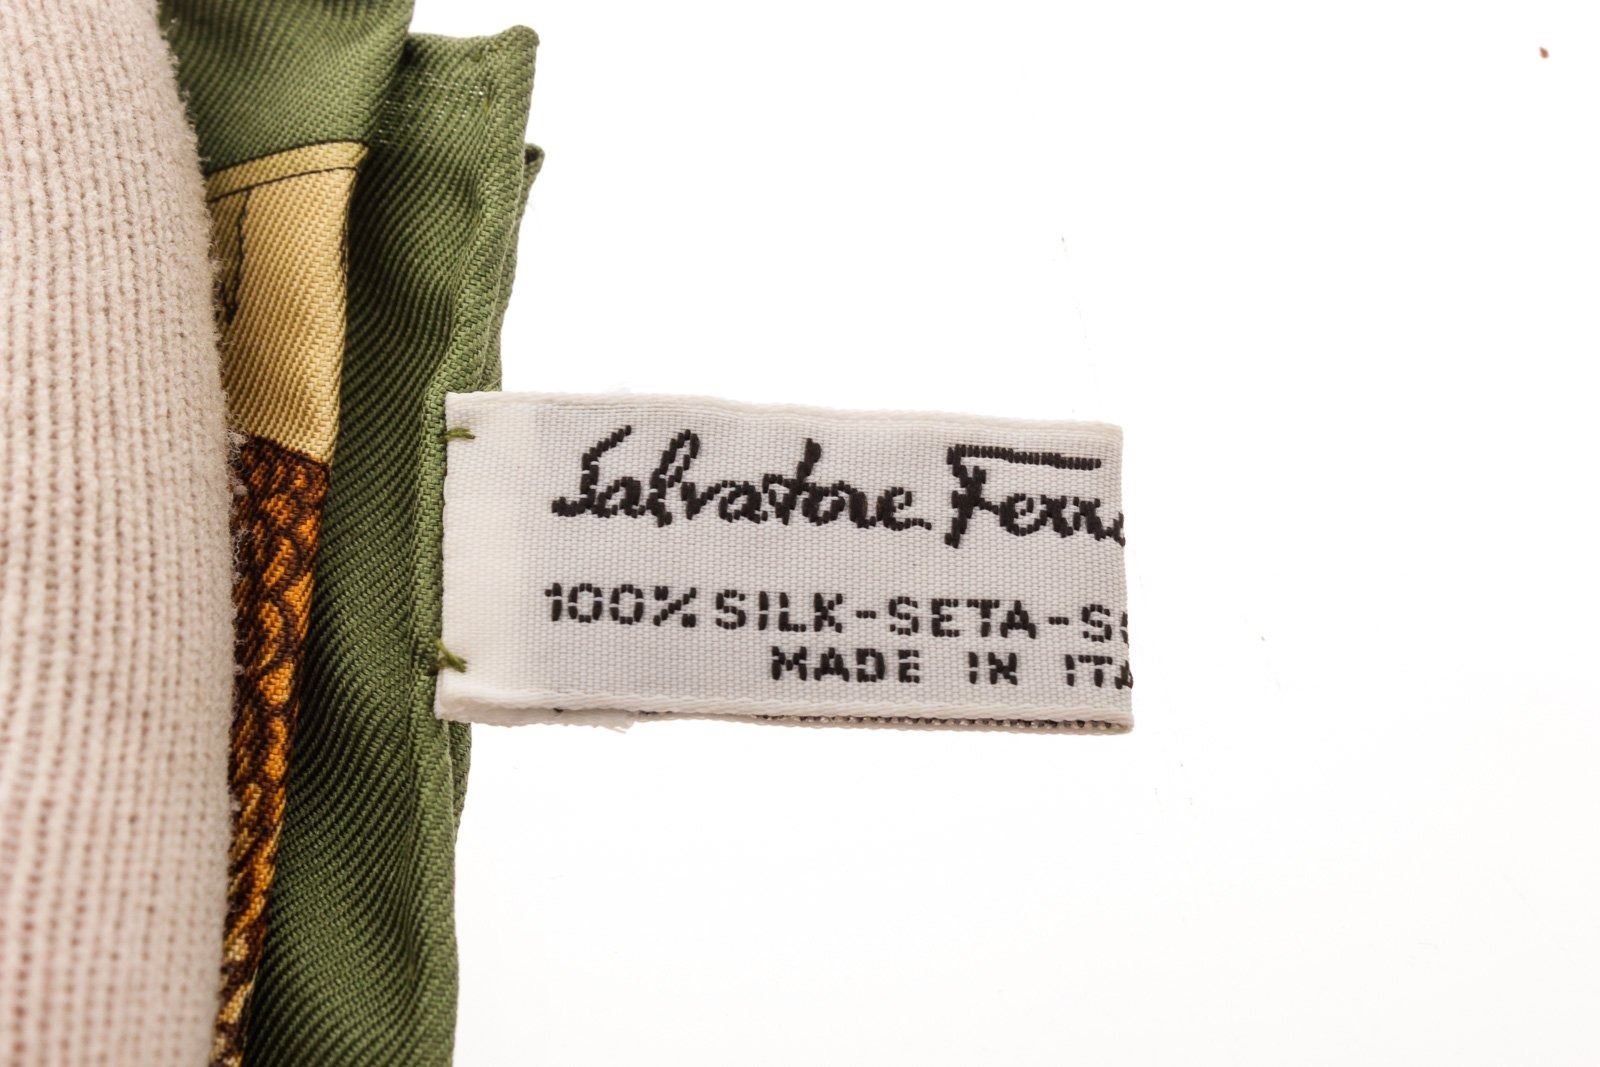 Salvatore Ferra
100% SILK-SETA-S
MADE IN ITA